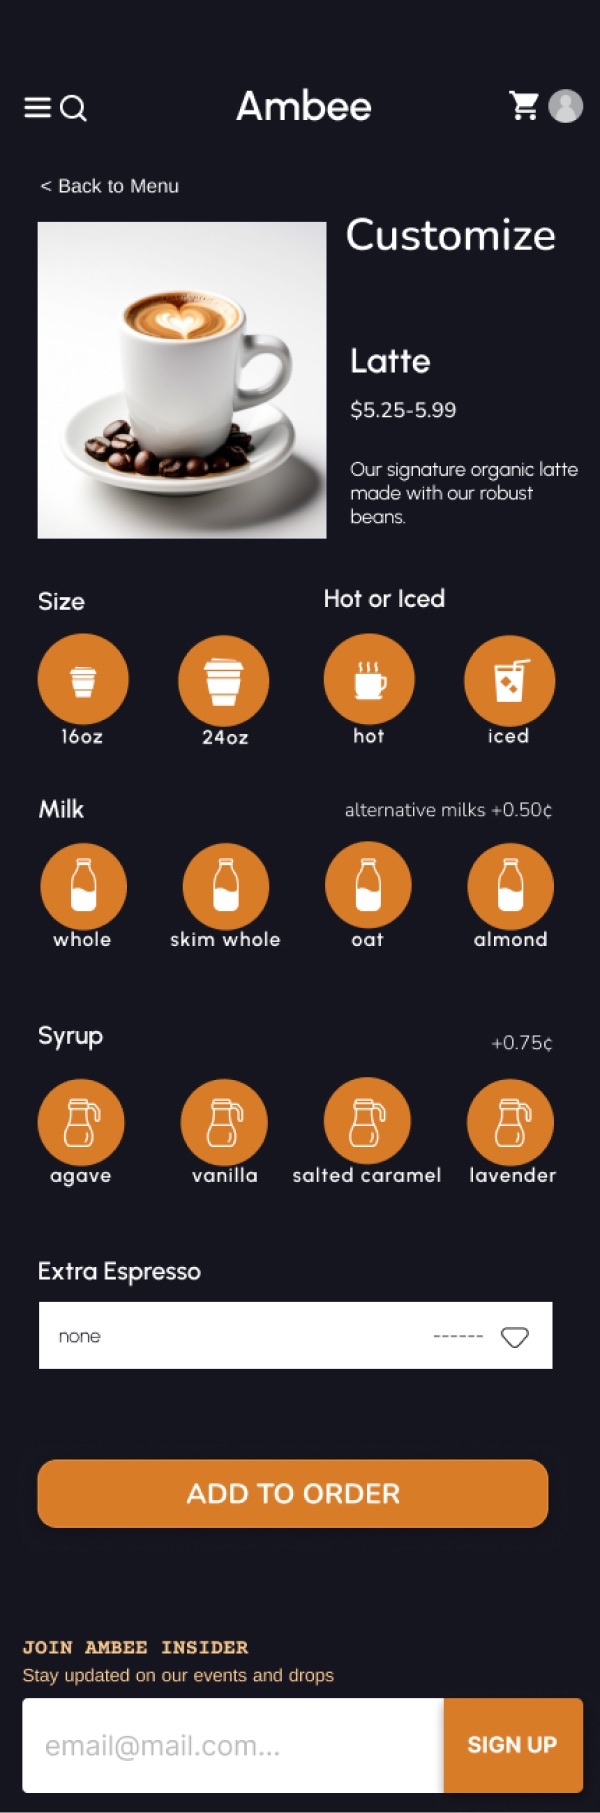 Ambee
< Back to Menu
Customize
Latte
$5.25-5.99
Our signature organic latte
made with our robust
beans.
Size
Hot or Iced
16oz
24oz
hot
iced
Milk
alternative milks +0.50¢
whole
skim whole
oat
almond
Syrup
+0.75¢
agave
vanilla
salted caramel
lavender
Extra Espresso
none
------
ADD TO ORDER
JOIN AMBEE INSIDER
Stay updated on our events and drops
email@mail.com...
SIGN UP